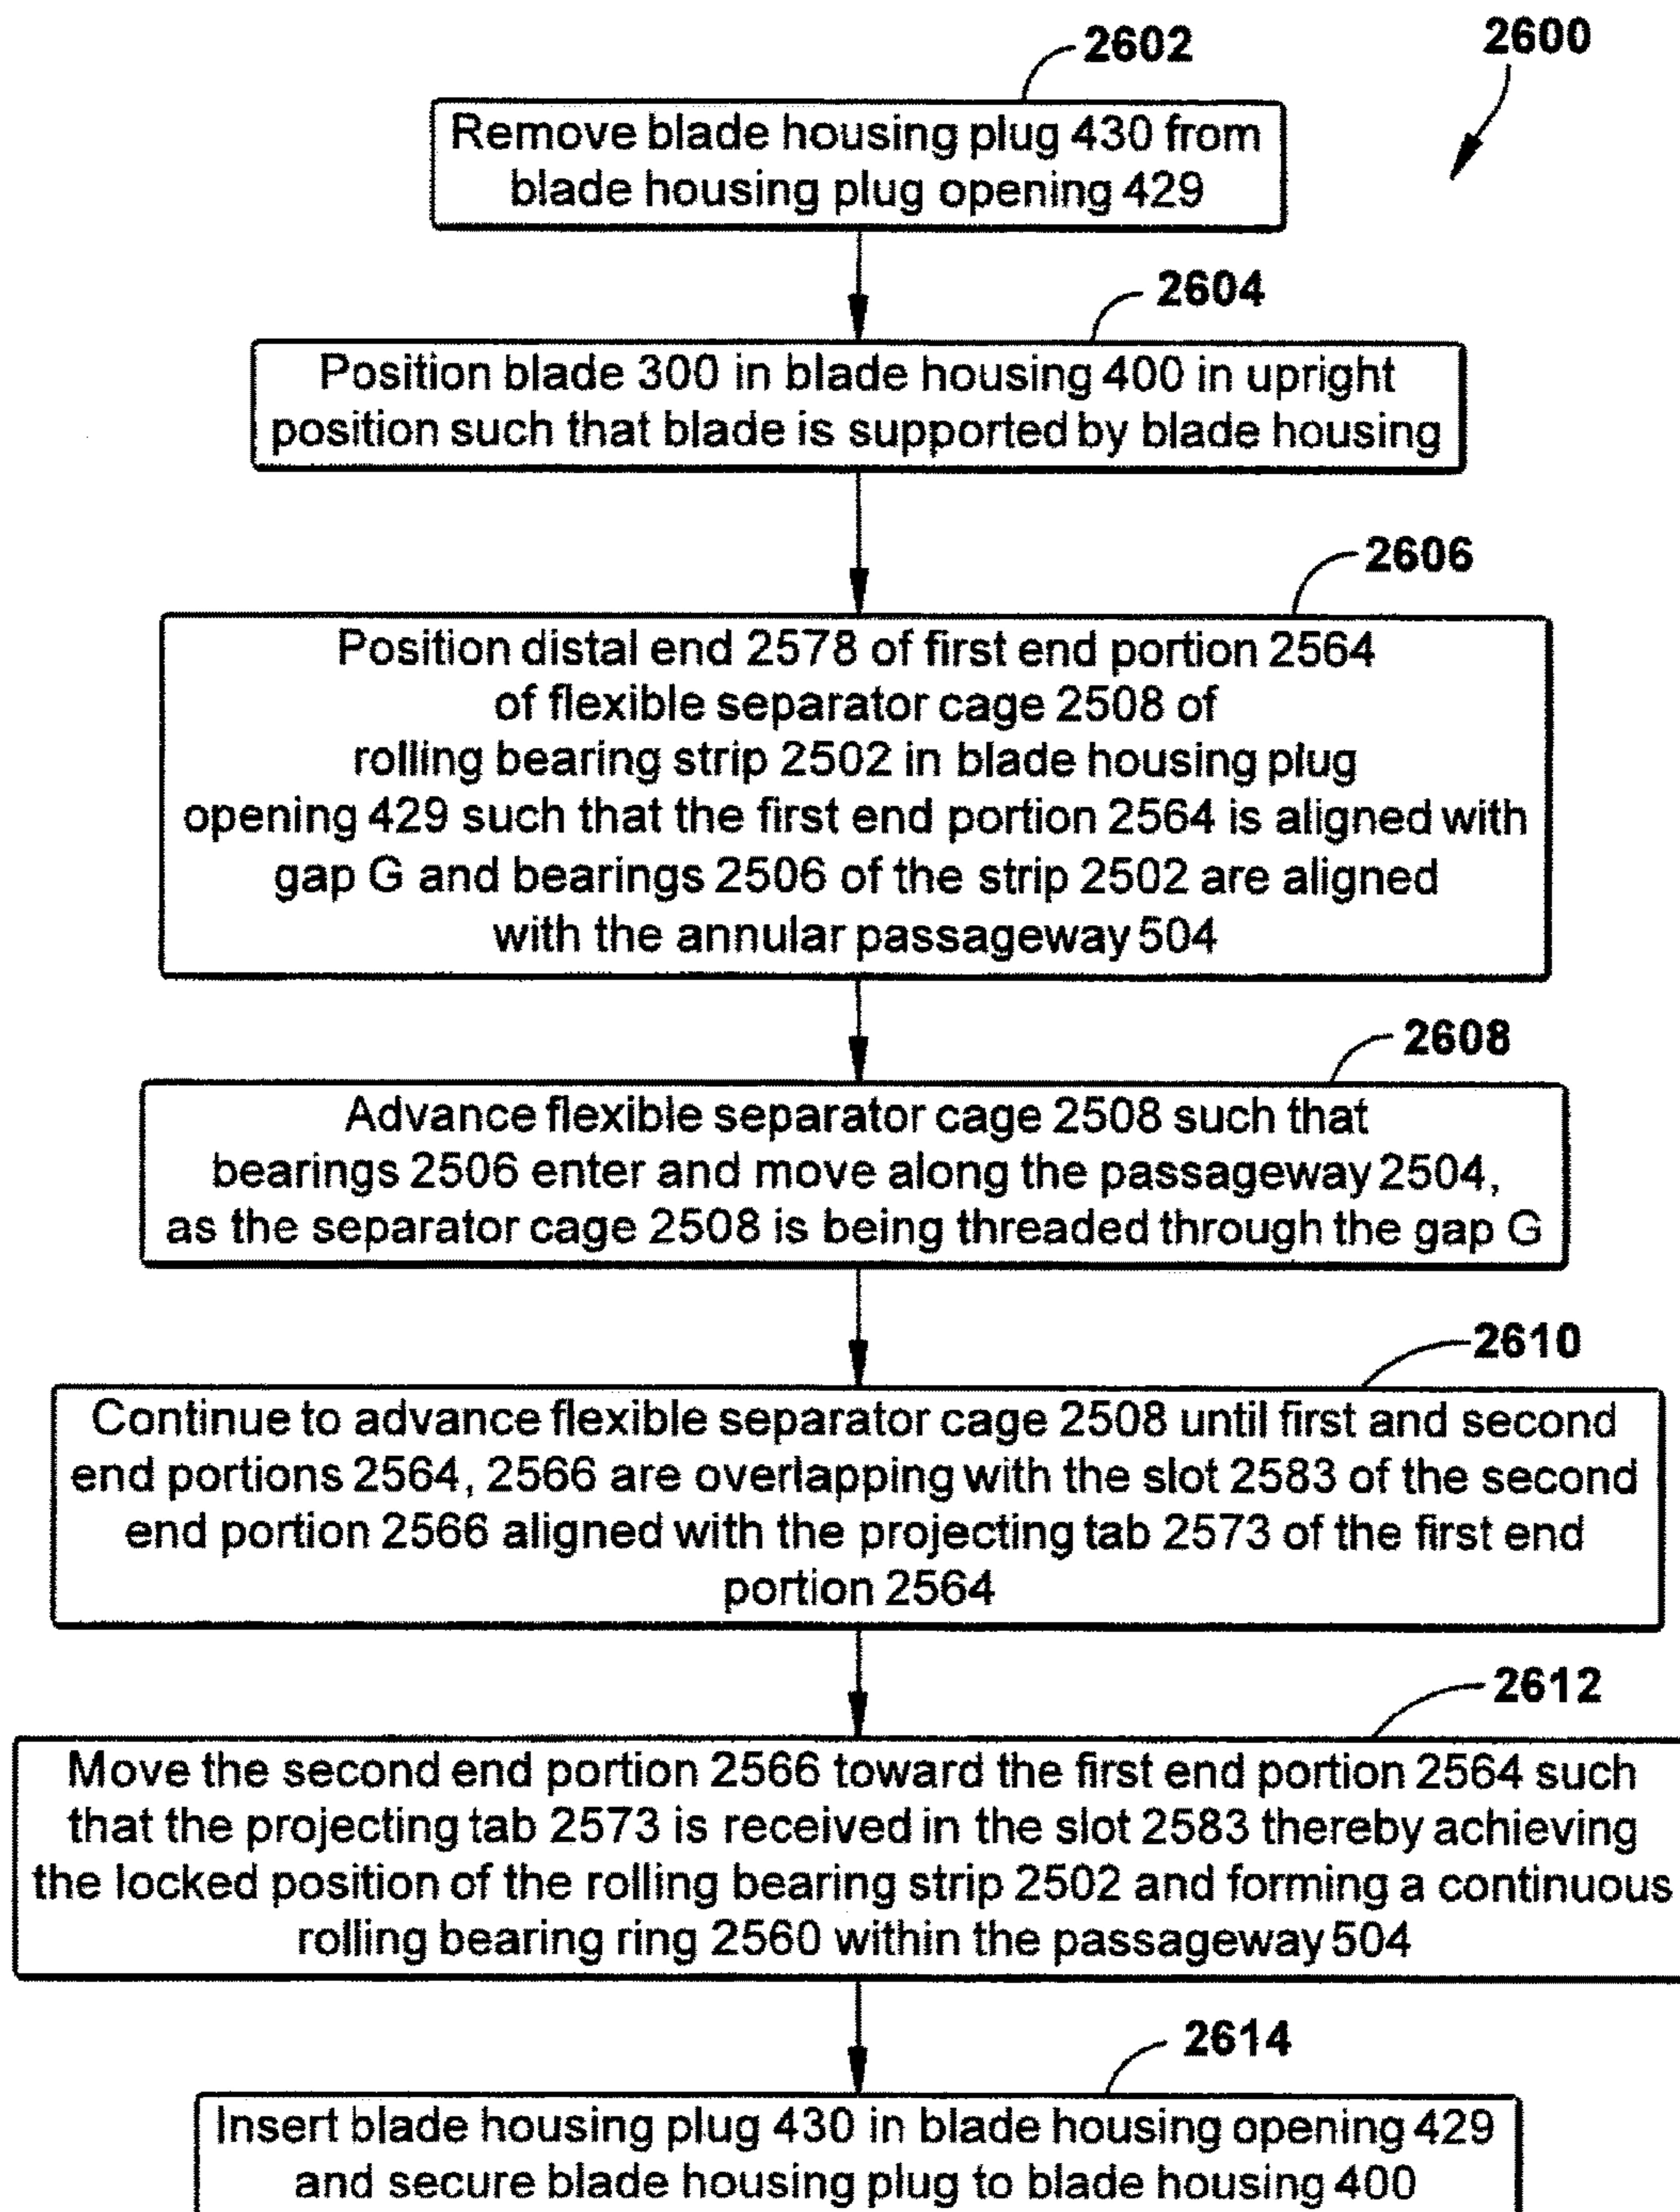 2602
2600
Remove blade housing plug 430 from
blade housing plug opening 429
2604
Position blade 300 in blade housing 400 in upright
position such that blade is supported by blade housing
2606
Position distal end 2578 of first end portion 2564
of flexible separator cage 2508 of
rolling bearing strip 2502 in blade housing plug
opening 429 such that the first end portion 2564 is aligned with
gap G and bearings 2506 of the strip 2502 are aligned
with the annular passageway 504
2608
Advance flexible separator cage 2508 such that
bearings 2506 enter and move along the passageway 2504,
as the separator cage 2508 is being threaded through the gap G
2610
Continue to advance flexible separator cage 2508 until first and second
end portions 2564, 2566 are overlapping with the slot 2583 of the second
end portion 2566 aligned with the projecting tab 2573 of the first end
portion 2564
2612
Move the second end portion 2566 toward the first end portion 2564 such
that the projecting tab 2573 is received in the slot 2583 thereby achieving
the locked position of the rolling bearing strip 2502 and forming a continuous
rolling bearing ring 2560 within the passageway 504
2614
Insert blade housing plug 430 in blade housing opening 429
and secure blade housing plug to blade housing 400